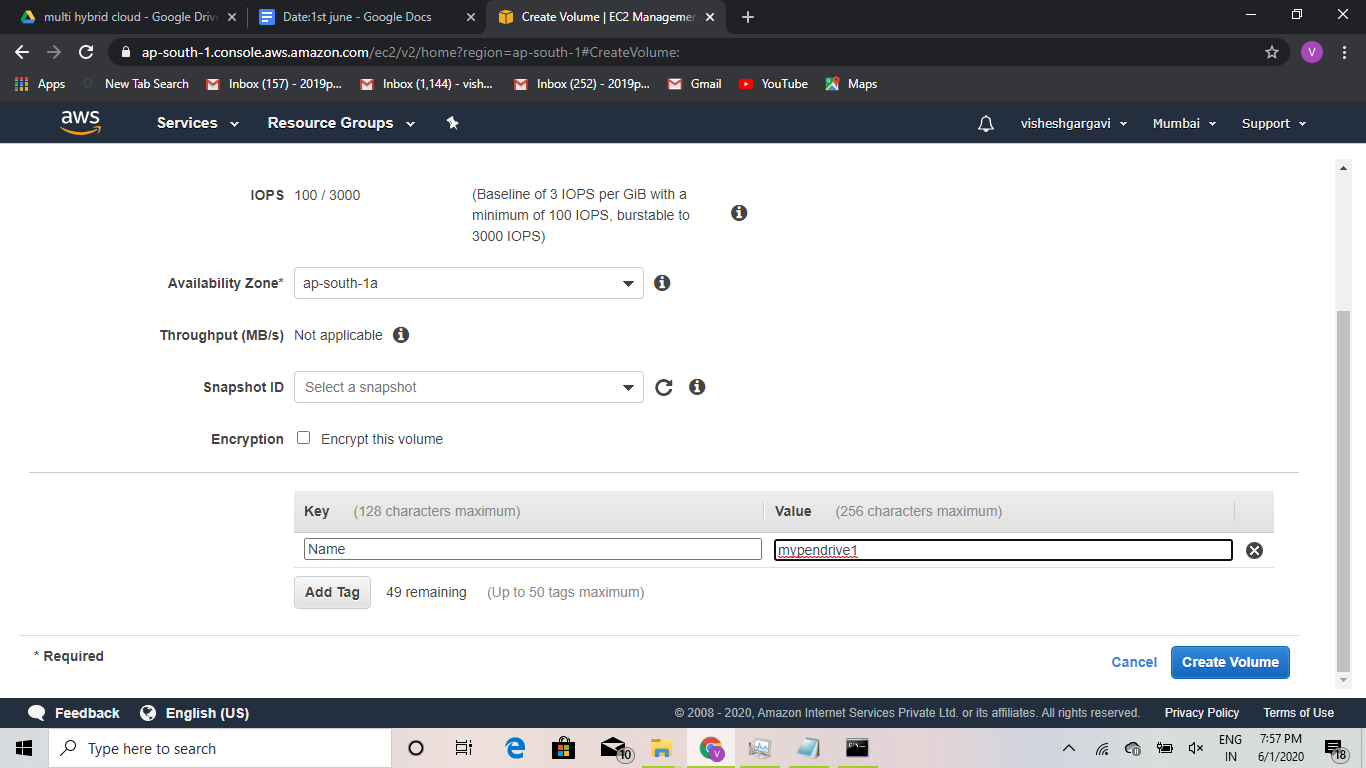 multi hybrid cloud - Google Drive
Date:1st june - Google Docs
Create Volume | EC2 Managemer
ap-south-1.console.aws.amazon.com/ec2/v2/home?region=ap-south-1#CreateVolume:
V
Apps
New Tab Search
Inbox (157) - 2019p...
Inbox (1,144) - vish...
Inbox (252) - 2019p...
Gmail
YouTube
Maps
aws
Services
Resource Groups
visheshgargavi
Mumbai
Support
IOPS 100 / 3000
(Baseline of 3 IOPS per GiB with a
minimum of 100 IOPS, burstable to
3000 IOPS)
Availability Zone* ap-south-1a
Throughput (MB/s) Not applicable
Snapshot ID Select a snapshot
Encryption Encrypt this volume
Key (128 characters maximum) Value (256 characters maximum)
Name mypendrive1
Add Tag 49 remaining (Up to 50 tags maximum)
* Required
Cancel Create Volume
Feedback English (US)
© 2008 - 2020, Amazon Internet Services Private Ltd. or its affiliates. All rights reserved. Privacy Policy Terms of Use
Type here to search
10
V
ENG
IN
7:57 PM
6/1/2020
18